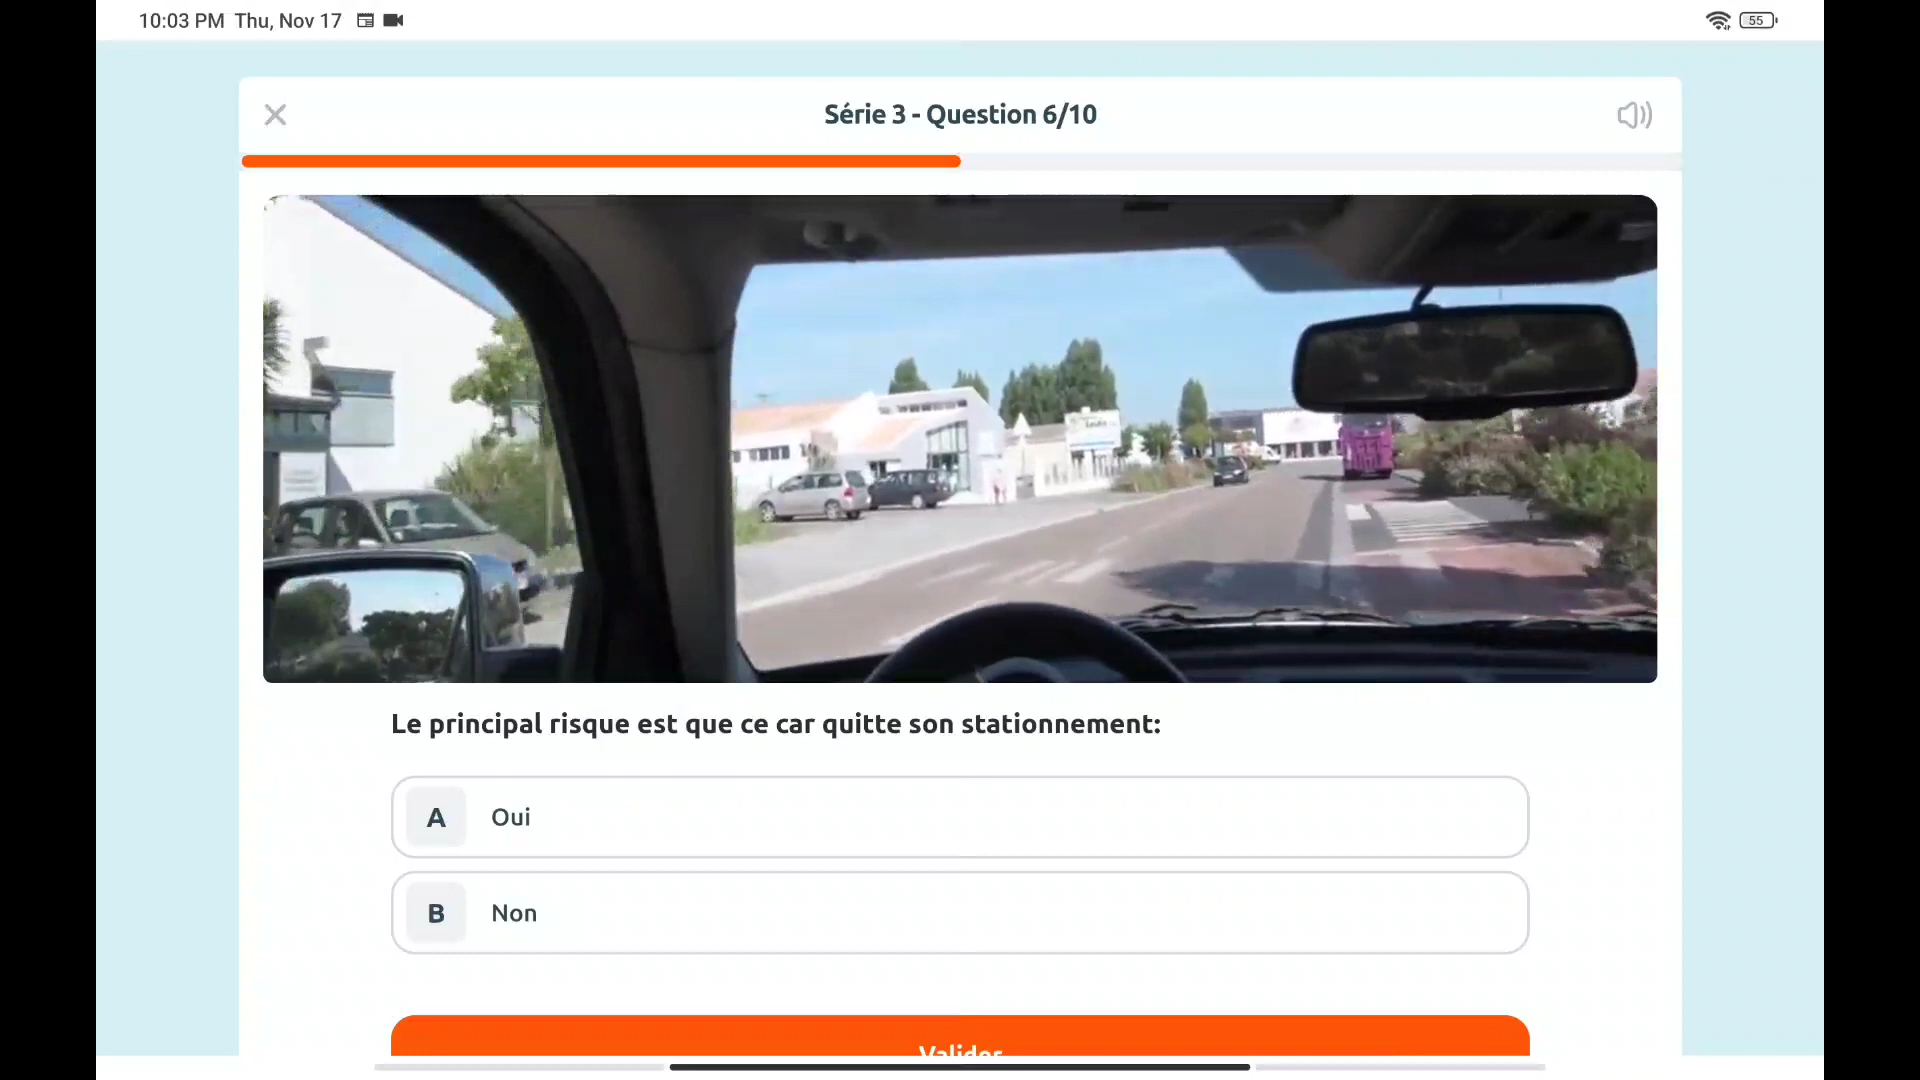 10:03 PM Thu, Nov 17
55
Série 3 - Question 6/10
Le principal risque est que ce car quitte son stationnement:
A Oui
B Non
Valider